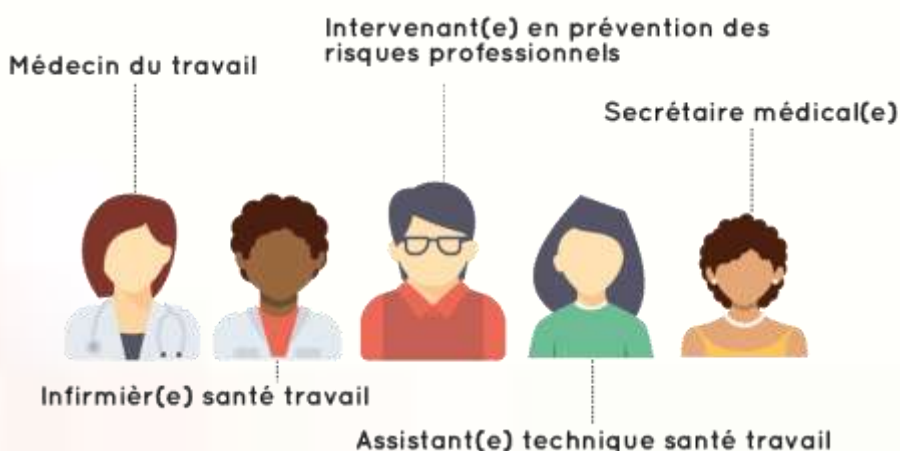 Intervenant(e) en prévention des
risques professionnels
Médecin du travail
Secrétaire médical(e)
Infirmièr(e) santé travail
Assistant(e) technique santé travail